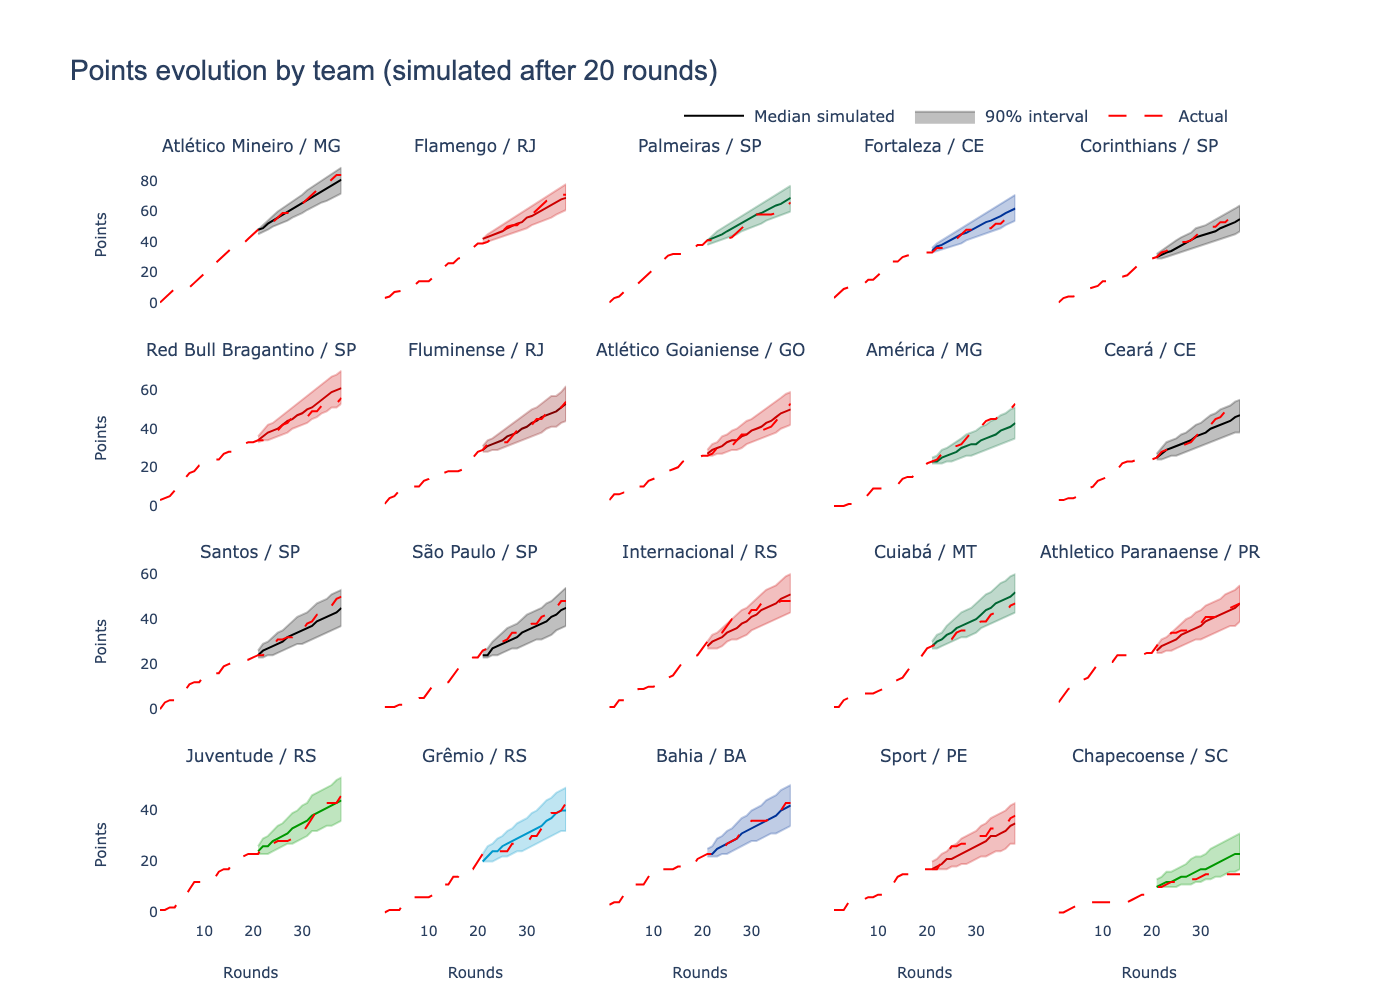 Points evolution by team (simulated after 20 rounds)
Median simulated 90% interval Actual
Atlético Mineiro / MG Flamengo / RJ Palmeiras / SP Fortaleza / CE Corinthians / SP
80
60
40
20
0
Points
Red Bull Bragantino / SP Fluminense / RJ Atlético Goianiense / GO América / MG Ceará / CE
60
40
20
0
Points
Santos / SP São Paulo / SP Internacional / RS Cuiabá / MT Athletico Paranaense / PR
60
40
20
0
Points
Juventude / RS Grêmio / RS Bahia / BA Sport / PE Chapecoense / SC
40
20
0
Points
10 20 30 10 20 30 10 20 30 10 20 30 10 20 30
Rounds Rounds Rounds Rounds Rounds